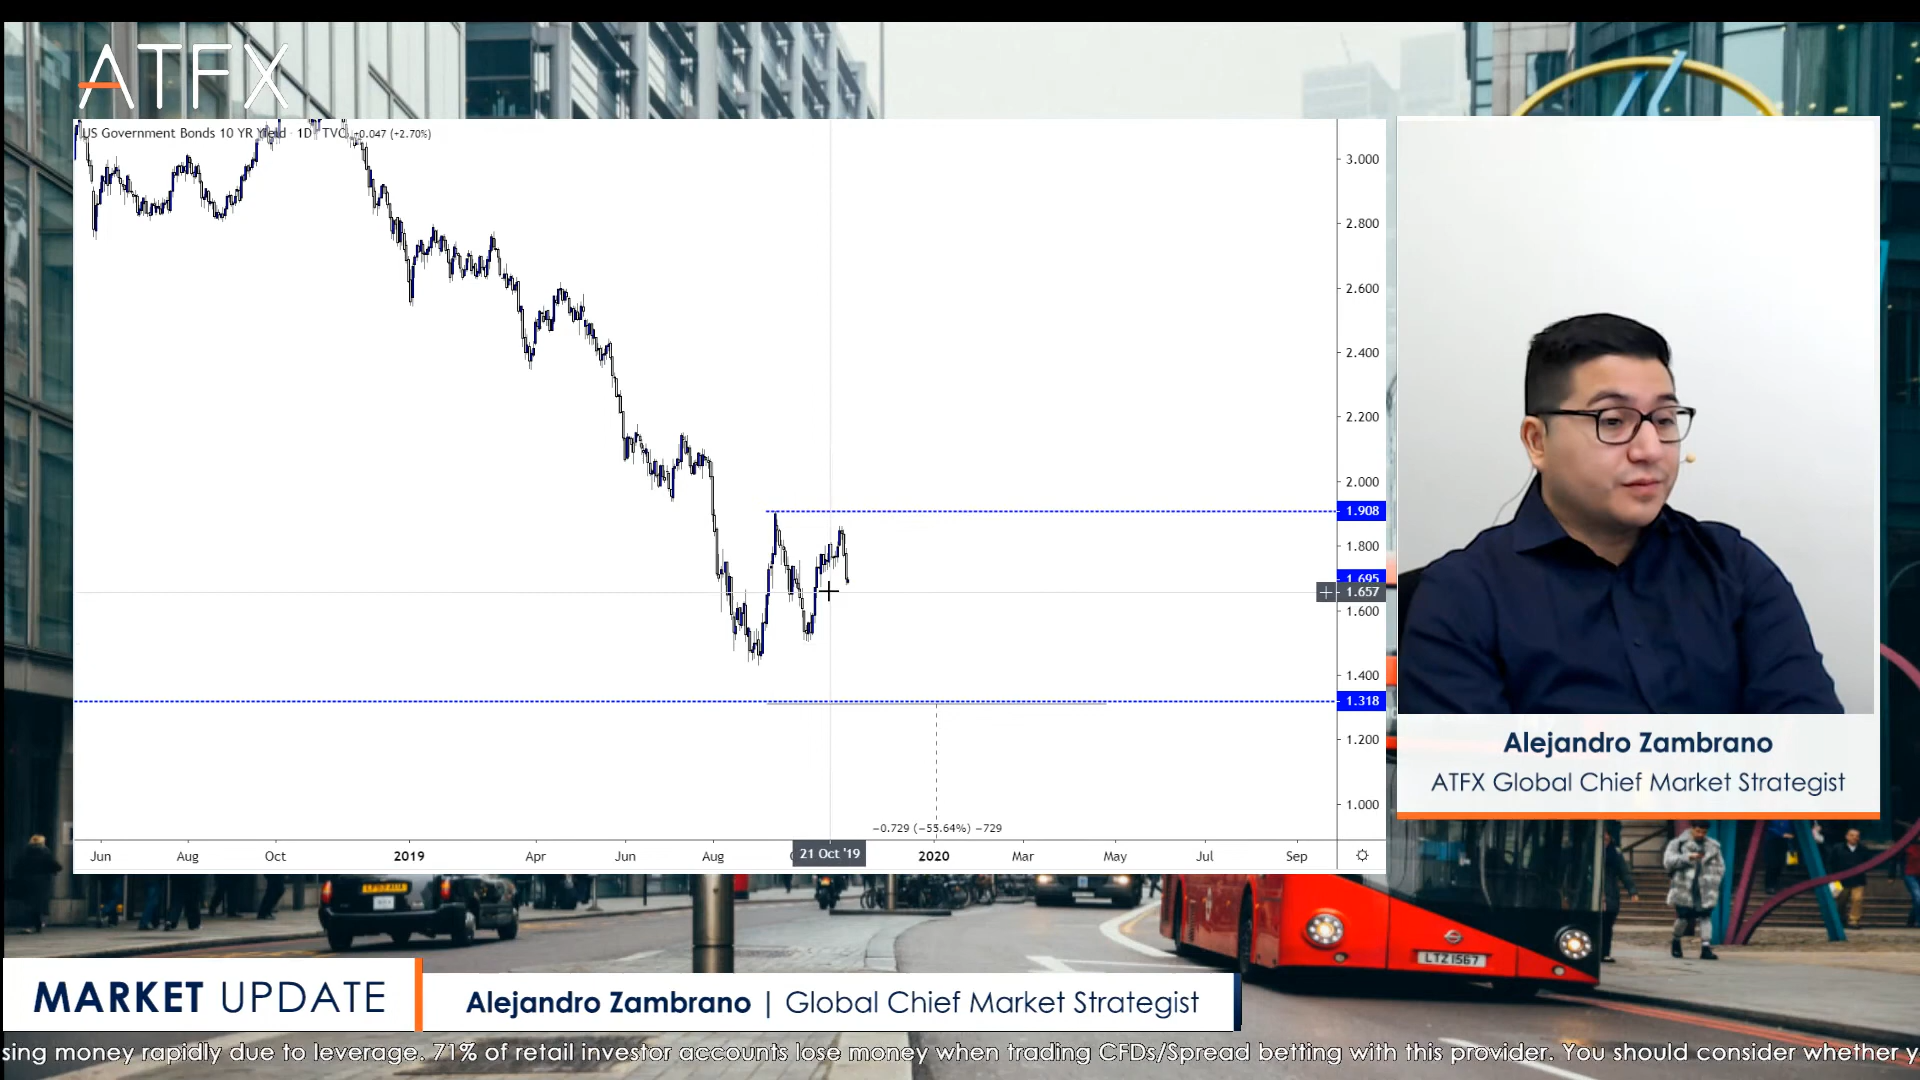 ATFX
US Government Bonds 10 YR Yield · 1D · TVC +0.047 (+2.70%)
3.000
2.800
2.600
2.400
2.200
2.000
1.908
1.800
1.695
1.657
1.600
1.400
1.318
1.200
1.000
−0.729 (−55.64%) −729
Jun Aug Oct 2019 Apr Jun Aug 21 Oct '19 2020 Mar May Jul Sep
Alejandro Zambrano
ATFX Global Chief Market Strategist
LTZ1567
MARKET UPDATE
Alejandro Zambrano | Global Chief Market Strategist
sing money rapidly due to leverage. 71% of retail investor accounts lose money when trading CFDs/Spread betting with this provider. You should consider whether y